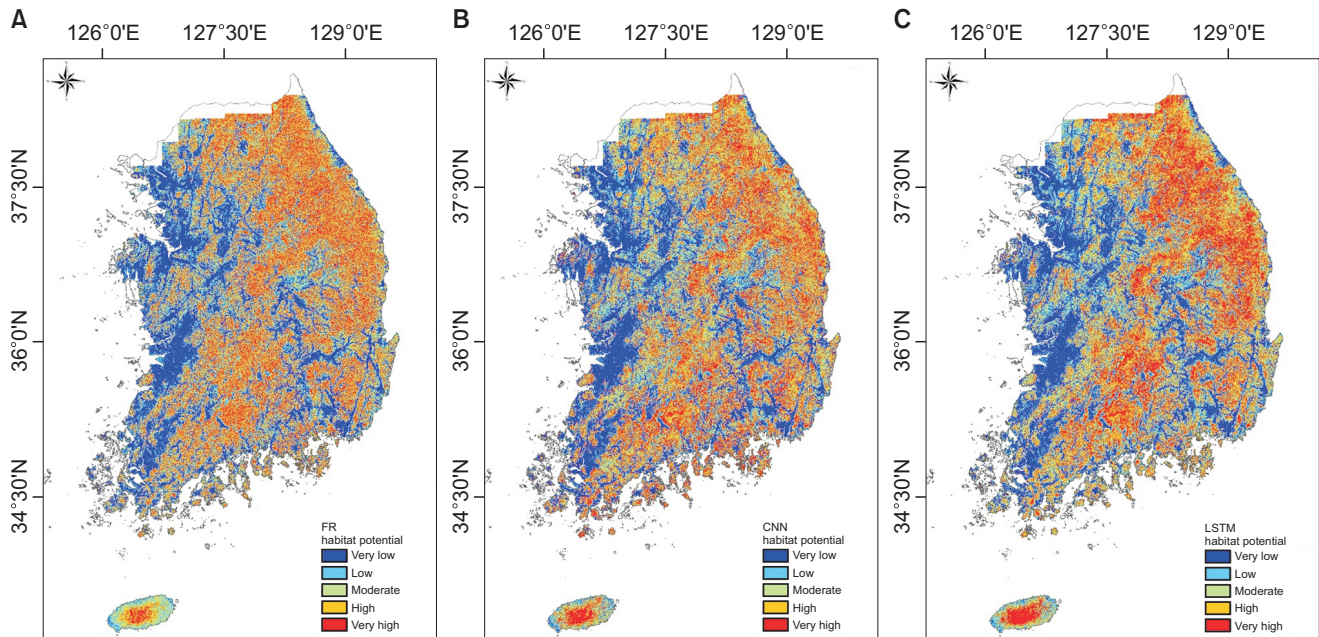 A
126°0'E 127°30'E 129°0'E
37°30'N
36°0'N
34°30'N
FR
habitat potential
Very low
Low
Moderate
High
Very high
B
126°0'E 127°30'E 129°0'E
37°30'N
36°0'N
34°30'N
CNN
habitat potential
Very low
Low
Moderate
High
Very high
C
126°0'E 127°30'E 129°0'E
37°30'N
36°0'N
34°30'N
LSTM
habitat potential
Very low
Low
Moderate
High
Very high